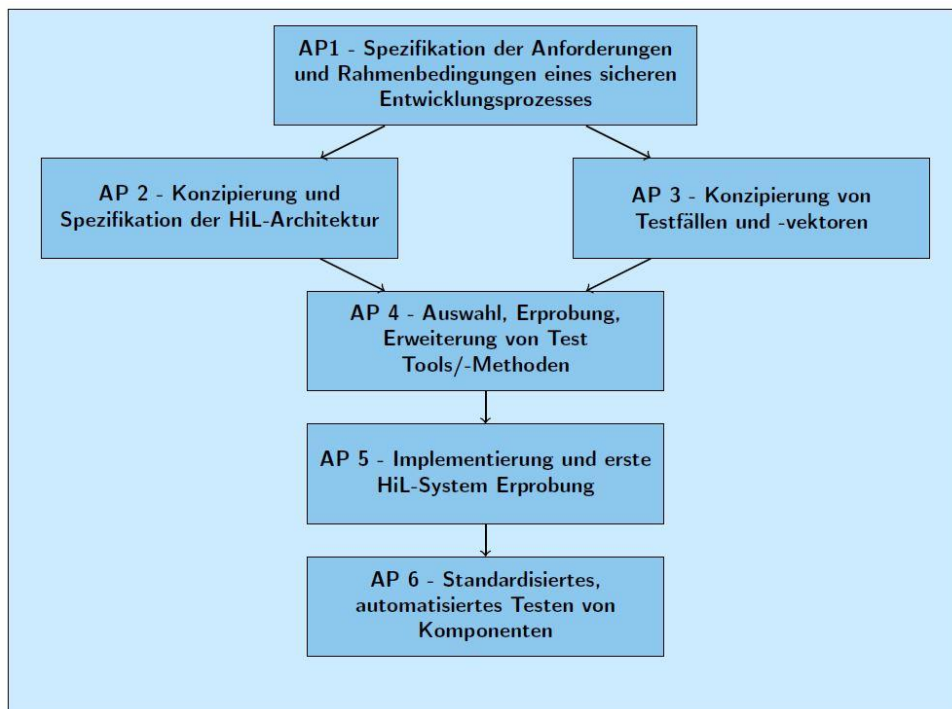 AP1 - Spezifikation der Anforderungen
und Rahmenbedingungen eines sicheren
Entwicklungsprozesses
AP 2 - Konzipierung und
Spezifikation der HiL-Architektur
AP 3 - Konzipierung von
Testfällen und -vektoren
AP 4 - Auswahl, Erprobung,
Erweiterung von Test
Tools/-Methoden
AP 5 - Implementierung und erste
HiL-System Erprobung
AP 6 - Standardisiertes,
automatisiertes Testen von
Komponenten